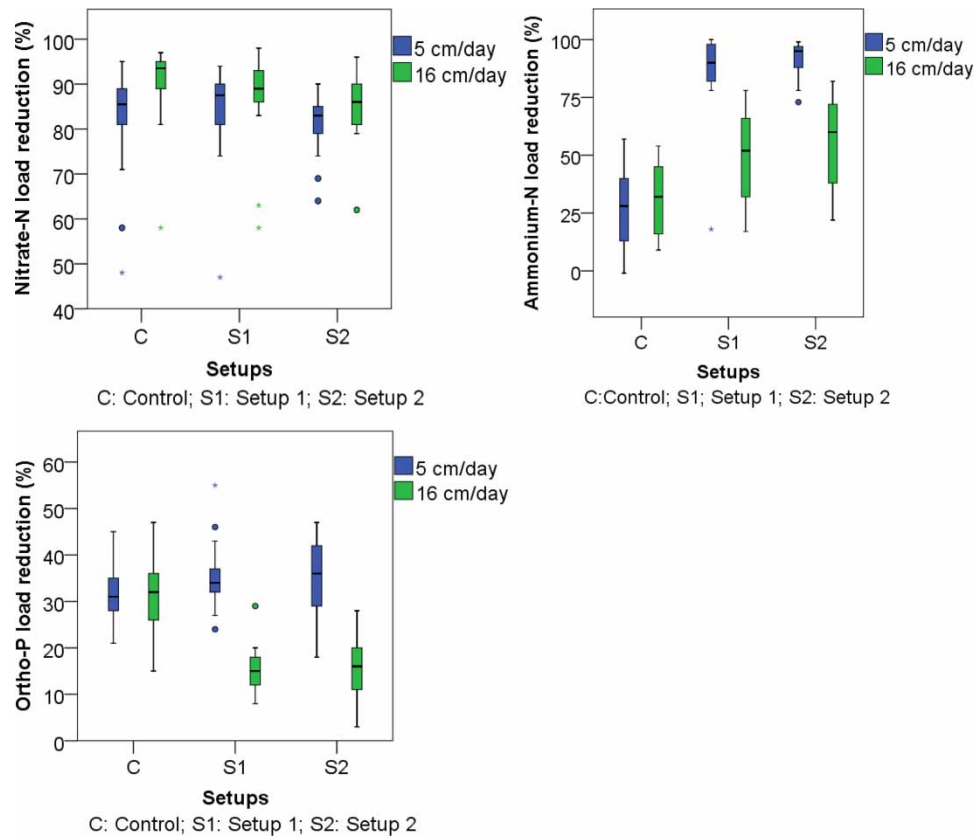 Nitrate-N load reduction (%)
100
90
80
70
60
50
40
C
S1
S2
Setups
C: Control; S1: Setup 1; S2: Setup 2
5 cm/day
16 cm/day
Ammonium-N load reduction (%)
100
75
50
25
0
C
S1
S2
Setups
C:Control; S1; Setup 1; S2: Setup 2
5 cm/day
16 cm/day
Ortho-P load reduction (%)
60
50
40
30
20
10
0
C
S1
S2
Setups
C: Control; S1: Setup 1; S2: Setup 2
5 cm/day
16 cm/day